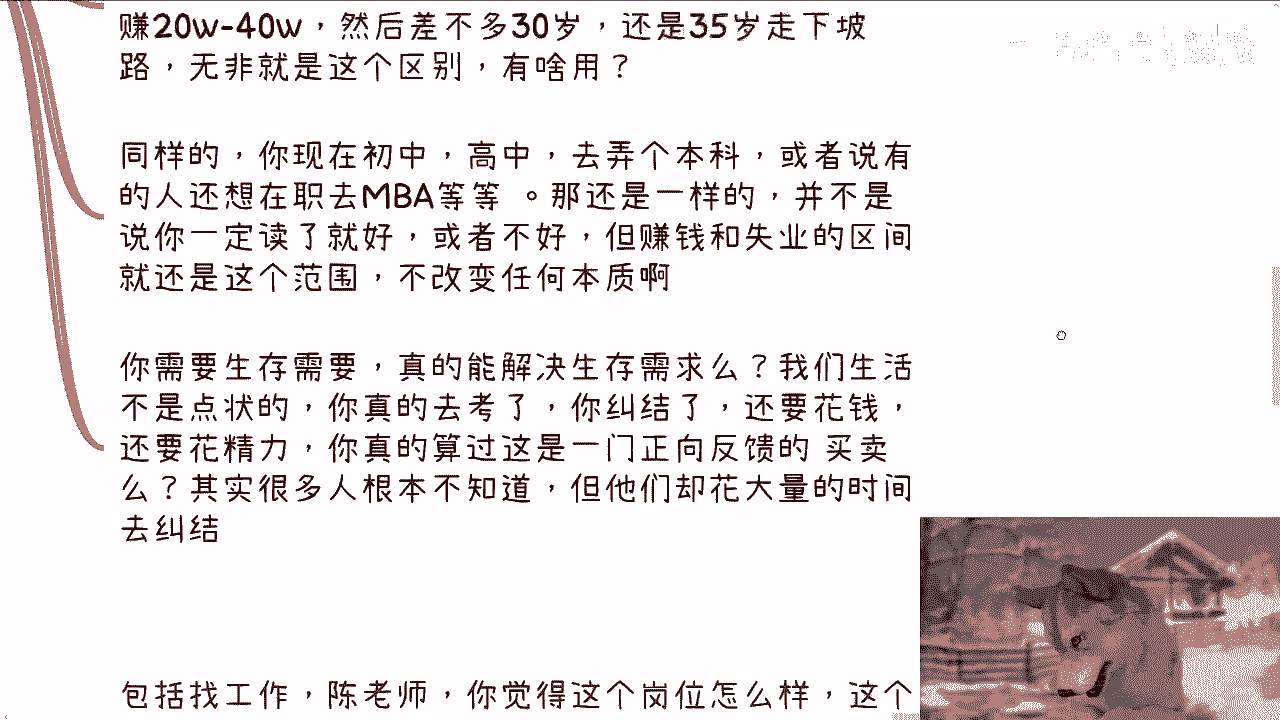 赚20w-40w，然后差不多30岁，还是35岁走下坡
路，无非就是这个区别，有啥用？
同样的，你现在初中，高中，去弄个本科，或者说有
的人还想在职去MBA等等 。那还是一样的，并不是
说你一定读了就好，或者不好，但赚钱和失业的区间
就还是这个范围，不改变任何本质啊
你需要生存需要，真的能解决生存需求么？我们生活
不是点状的，你真的去考了，你纠结了，还要花钱，
还要花精力，你真的算过这是一门正向反馈的 买卖
么？其实很多人根本不知道，但他们却花大量的时间
去纠结
包括找工作，陈老师，你觉得这个岗位怎么样，这个